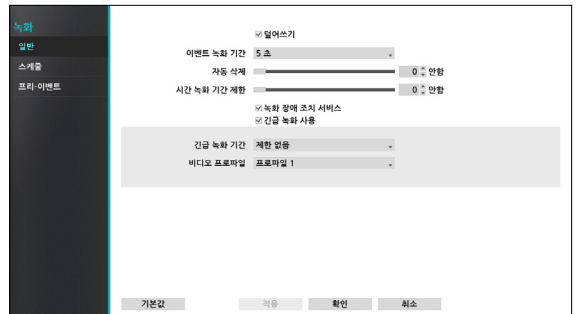 녹화
일반
스케줄
프리-이벤트
덮어쓰기
이벤트 녹화 기간 5 초
자동 삭제 0 안함
시간 녹화 기간 제한 0 안함
녹화 장애 조치 서비스
긴급 녹화 사용
긴급 녹화 기간 제한 없음
비디오 프로파일 프로파일 1
기본값 적용 확인 취소